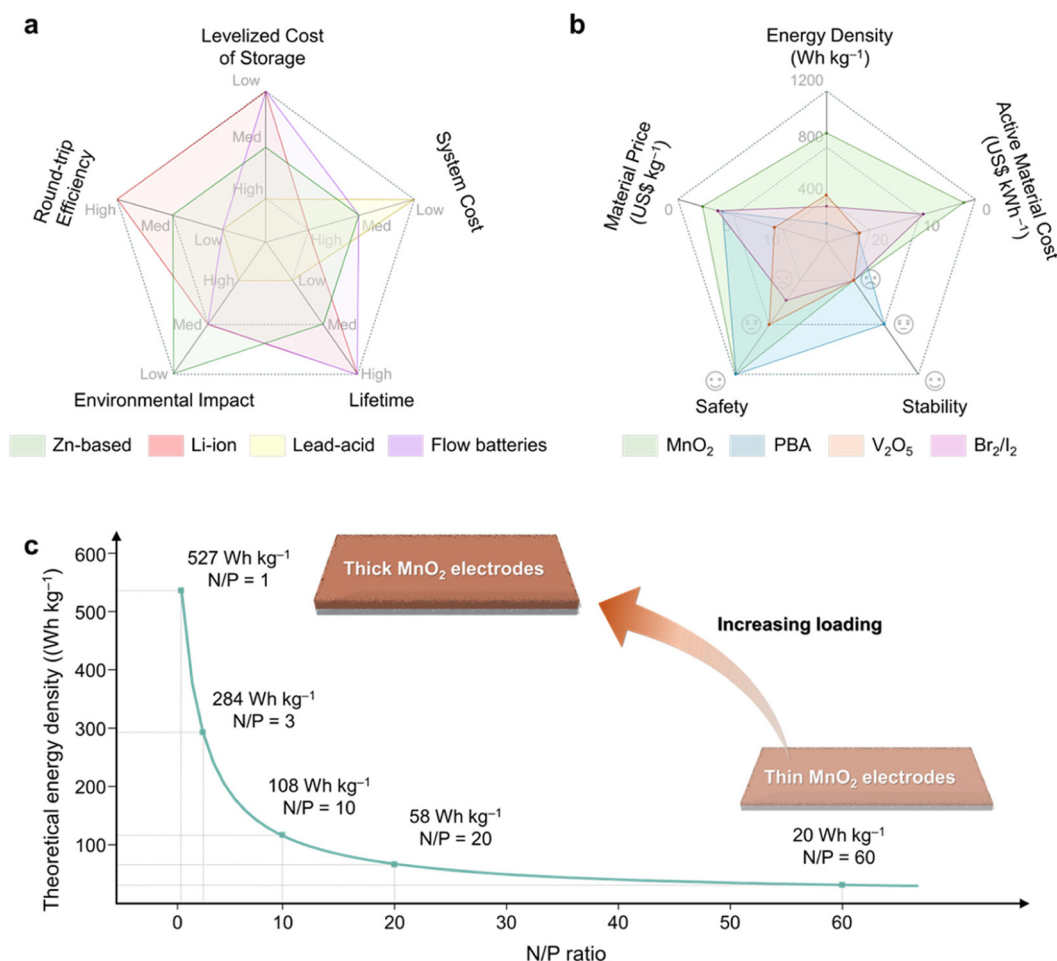 a
Levelized Cost
of Storage
Low
Med
High
Round-trip
Efficiency
High
Med
Low
System Cost
Low
Med
High
High
Med
Low
Environmental Impact
Low
Med
High
Lifetime
Zn-based
Li-ion
Lead-acid
Flow batteries
b
Energy Density
(Wh kg⁻¹)
1200
800
400
Material Price
(US$ kg⁻¹)
0
10
Active Material Cost
(US$ kWh⁻¹)
0
10
20
Safety
Stability
MnO₂
PBA
V₂O₅
Br₂/I₂
c
Theoretical energy density ((Wh kg⁻¹)
600
500
400
300
200
100
527 Wh kg⁻¹
N/P = 1
284 Wh kg⁻¹
N/P = 3
108 Wh kg⁻¹
N/P = 10
58 Wh kg⁻¹
N/P = 20
20 Wh kg⁻¹
N/P = 60
Thick MnO₂ electrodes
Increasing loading
Thin MnO₂ electrodes
0
10
20
30
40
50
60
N/P ratio